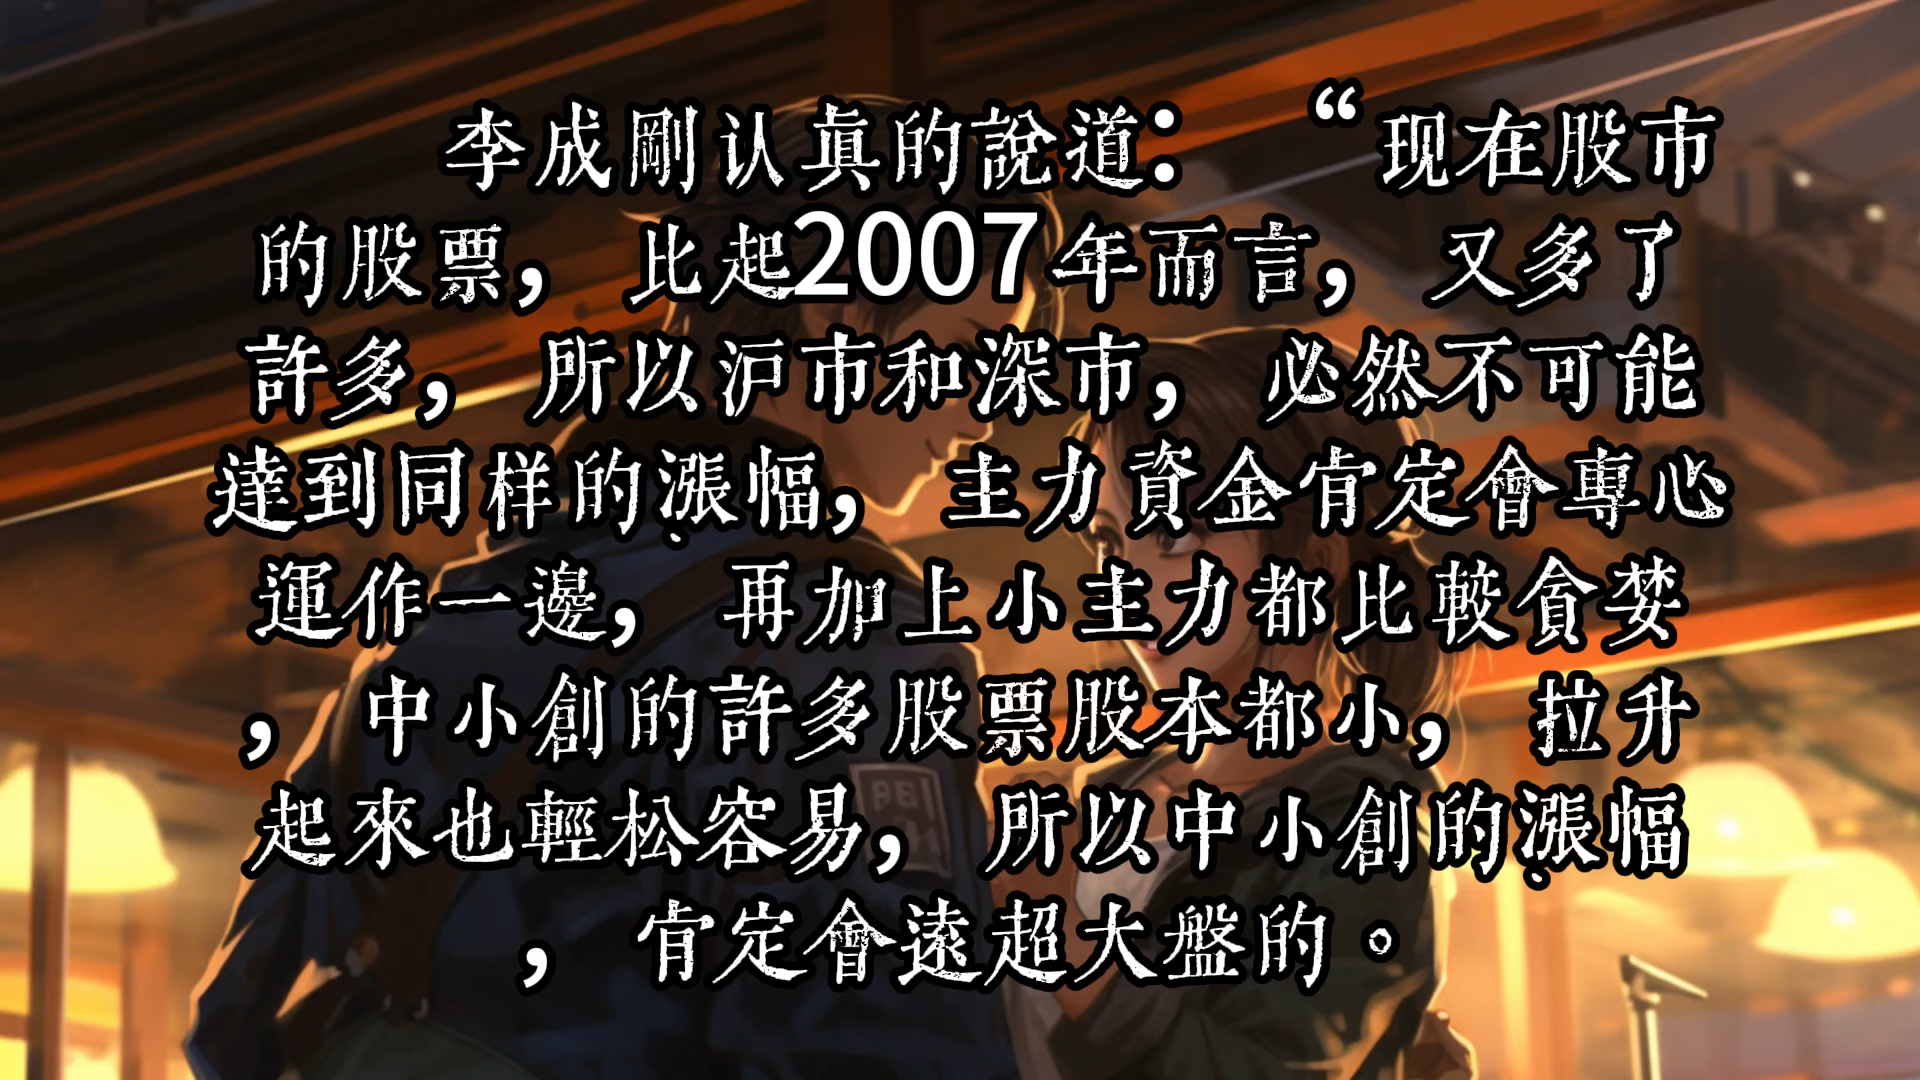 李成剛认真的說道：“现在股市
的股票，比起2007年而言，又多了
許多，所以沪市和深市，必然不可能
達到同样的漲幅，主力資金肯定會專心
運作一邊，再加上小主力都比較貪婪
，中小創的許多股票股本都小，拉升
起來也輕松容易，所以中小創的漲幅
，肯定會遠超大盤的。